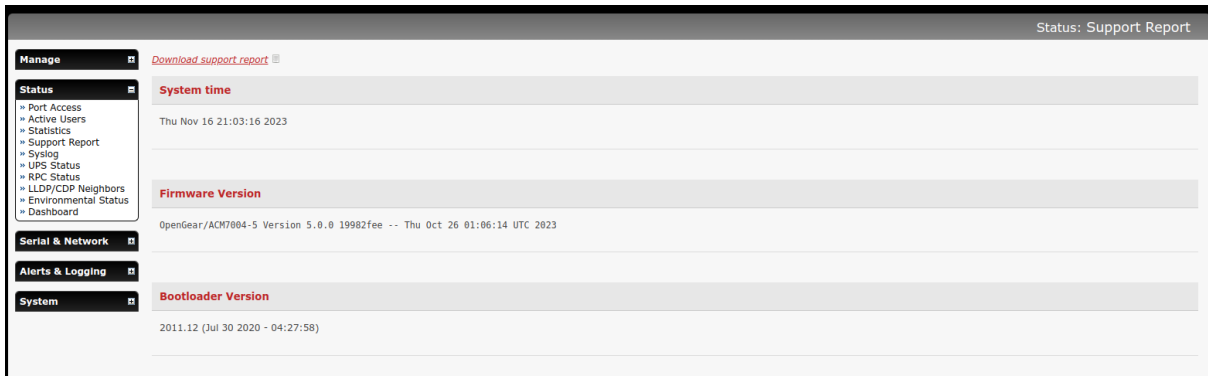 Status: Support Report
Manage
Download support report
Status
» Port Access
» Active Users
» Statistics
» Support Report
» Syslog
» UPS Status
» RPC Status
» LLDP/CDP Neighbors
» Environmental Status
» Dashboard
Serial & Network
Alerts & Logging
System
System time
Thu Nov 16 21:03:16 2023
Firmware Version
OpenGear/ACM7004-5 Version 5.0.0 19982fee -- Thu Oct 26 01:06:14 UTC 2023
Bootloader Version
2011.12 (Jul 30 2020 - 04:27:58)